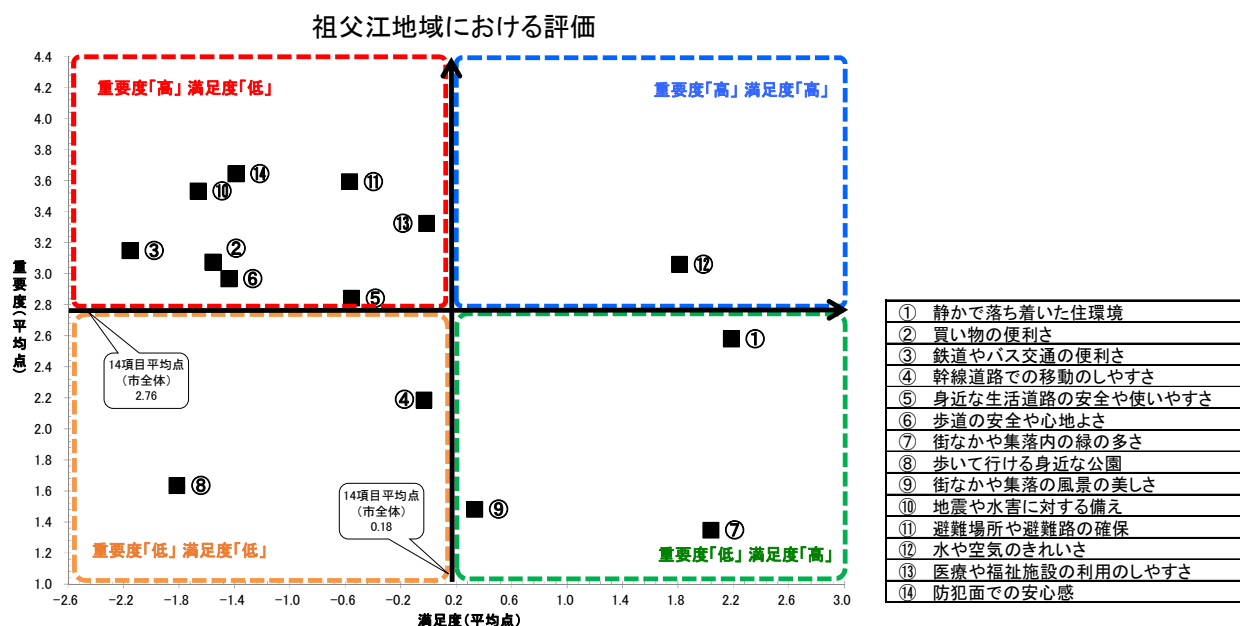 祖父江地域における評価
4.4
4.2
4.0
3.8
3.6
3.4
3.2
3.0
2.8
2.6
2.4
2.2
2.0
1.8
1.6
1.4
1.2
1.0
重要度(平均点)
重要度「高」 満足度「低」
重要度「高」 満足度「高」
⑭
⑩
⑪
⑬
③
②
⑥
⑤
⑫
①
④
⑧
⑨
⑦
14項目平均点
(市全体)
2.76
14項目平均点
(市全体)
0.18
重要度「低」 満足度「低」
重要度「低」 満足度「高」
-2.6
-2.2
-1.8
-1.4
-1.0
-0.6
-0.2
0.2
0.6
1.0
1.4
1.8
2.2
2.6
3.0
満足度(平均点)
① 静かで落ち着いた住環境
② 買い物の便利さ
③ 鉄道やバス交通の便利さ
④ 幹線道路での移動のしやすさ
⑤ 身近な生活道路の安全や使いやすさ
⑥ 歩道の安全や心地よさ
⑦ 街なかや集落内の緑の多さ
⑧ 歩いて行ける身近な公園
⑨ 街なかや集落の風景の美しさ
⑩ 地震や水害に対する備え
⑪ 避難場所や避難路の確保
⑫ 水や空気のきれいさ
⑬ 医療や福祉施設の利用のしやすさ
⑭ 防犯面での安心感